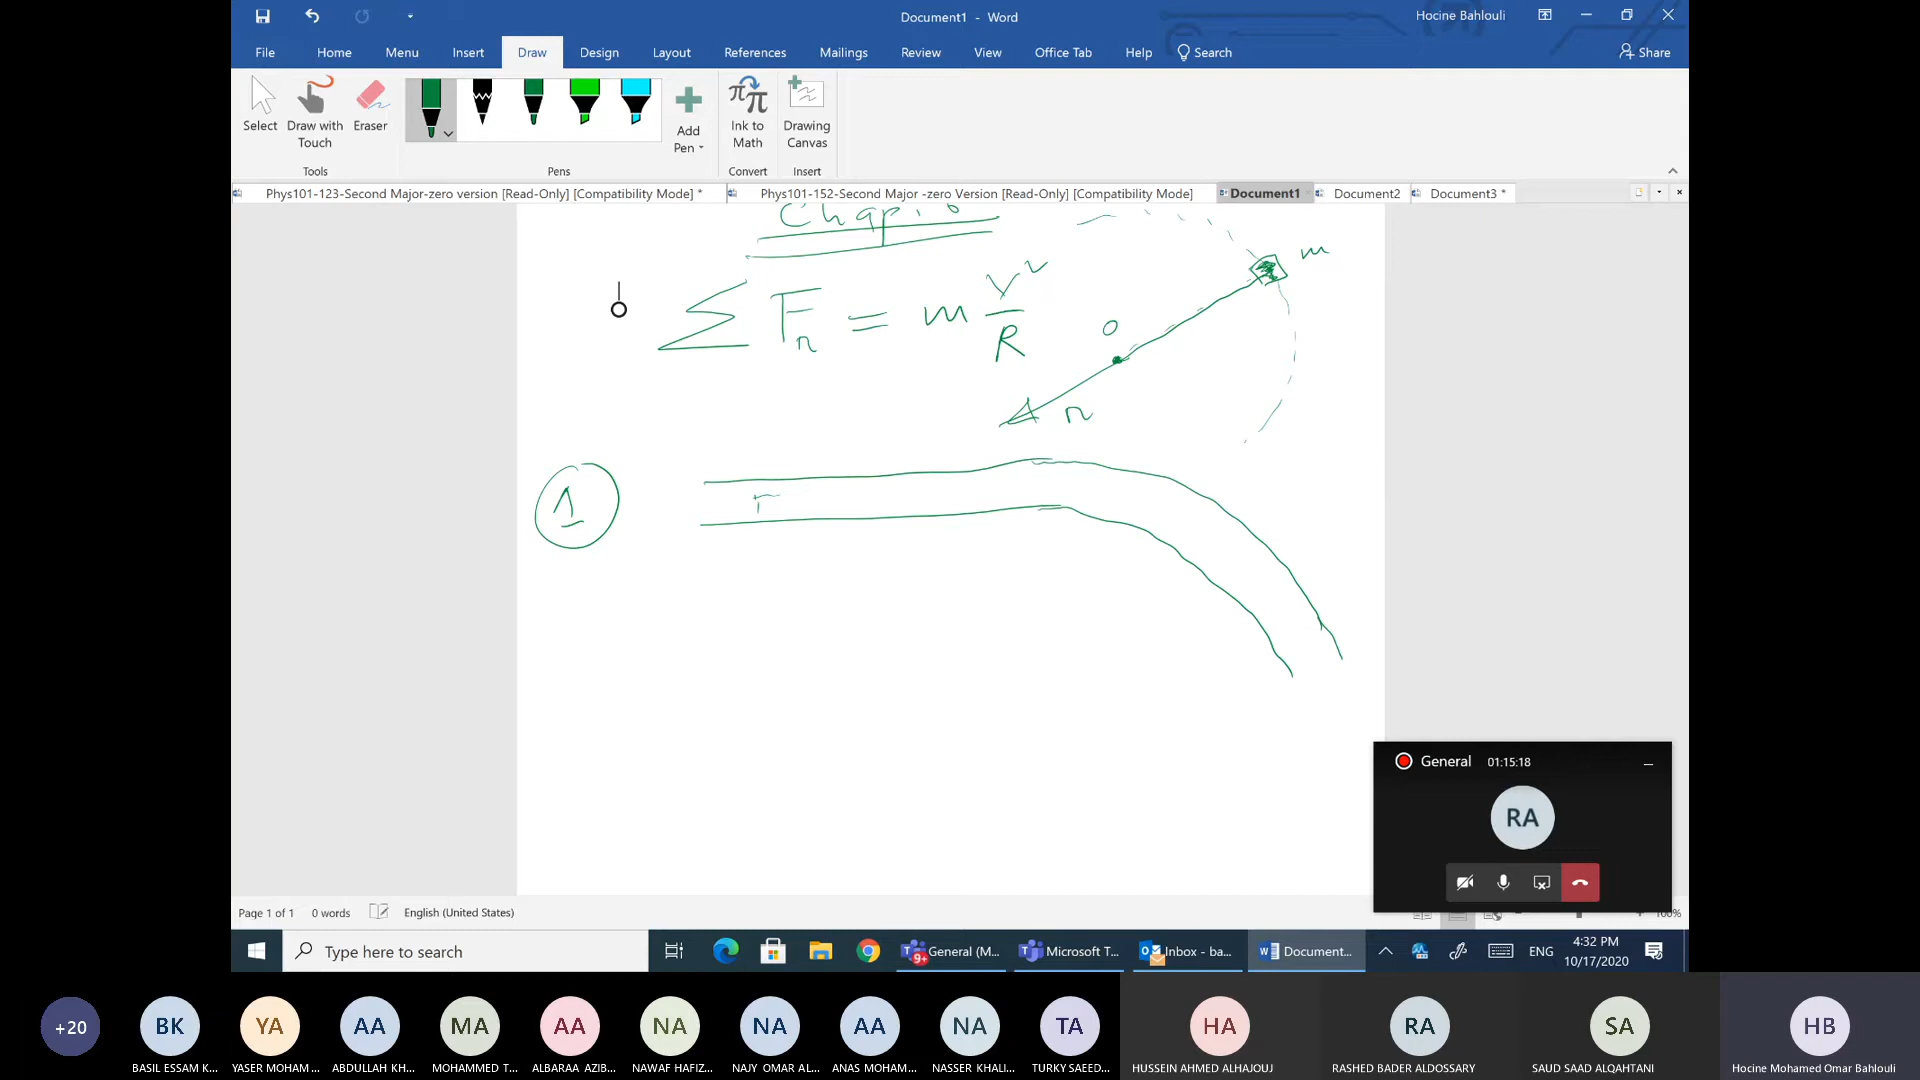 Document1 - Word
Hocine Bahlouli
File Home Menu Insert Draw Design Layout References Mailings Review View Office Tab Help Search Share
Select
Draw with Touch
Eraser
Add Pen
Ink to Math
Drawing Canvas
Tools Pens Convert Insert
Phys101-123-Second Major-zero version [Read-Only] [Compatibility Mode] * Phys101-152-Second Major -zero Version [Read-Only] [Compatibility Mode] Document1 Document2 Document3 *
Chap. 6
m
Σ Fn = m V²/R
O
n
1
General 01:15:18
RA
Page 1 of 1 0 words English (United States) 100%
Type here to search
9+
General (M...
Microsoft T...
Inbox - ba...
Document...
ENG
4:32 PM
10/17/2020
+20 BK YA AA MA AA NA NA AA NA TA HA RA SA HB
BASIL ESSAM K... YASER MOHAM... ABDULLAH KH... MOHAMMED T... ALBARAA AZIB... NAWAF HAFIZ... NAJY OMAR AL... ANAS MOHAM... NASSER KHALI... TURKY SAEED... HUSSEIN AHMED ALHAJOUJ RASHED BADER ALDOSSARY SAUD SAAD ALQAHTANI Hocine Mohamed Omar Bahlouli